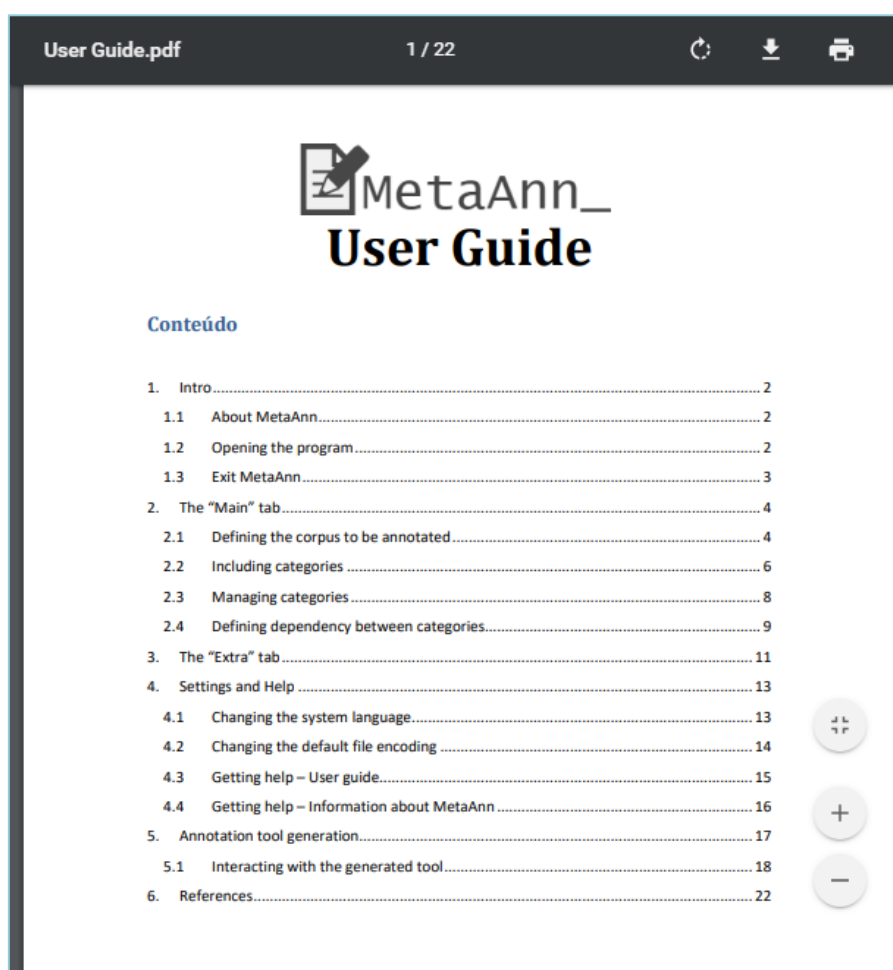 User Guide.pdf 1 / 22
MetaAnn_
User Guide
Conteúdo
1. Intro 2
1.1 About MetaAnn 2
1.2 Opening the program 2
1.3 Exit MetaAnn 3
2. The “Main” tab 4
2.1 Defining the corpus to be annotated 4
2.2 Including categories 6
2.3 Managing categories 8
2.4 Defining dependency between categories 9
3. The “Extra” tab 11
4. Settings and Help 13
4.1 Changing the system language 13
4.2 Changing the default file encoding 14
4.3 Getting help – User guide 15
4.4 Getting help – Information about MetaAnn 16
5. Annotation tool generation 17
5.1 Interacting with the generated tool 18
6. References 22